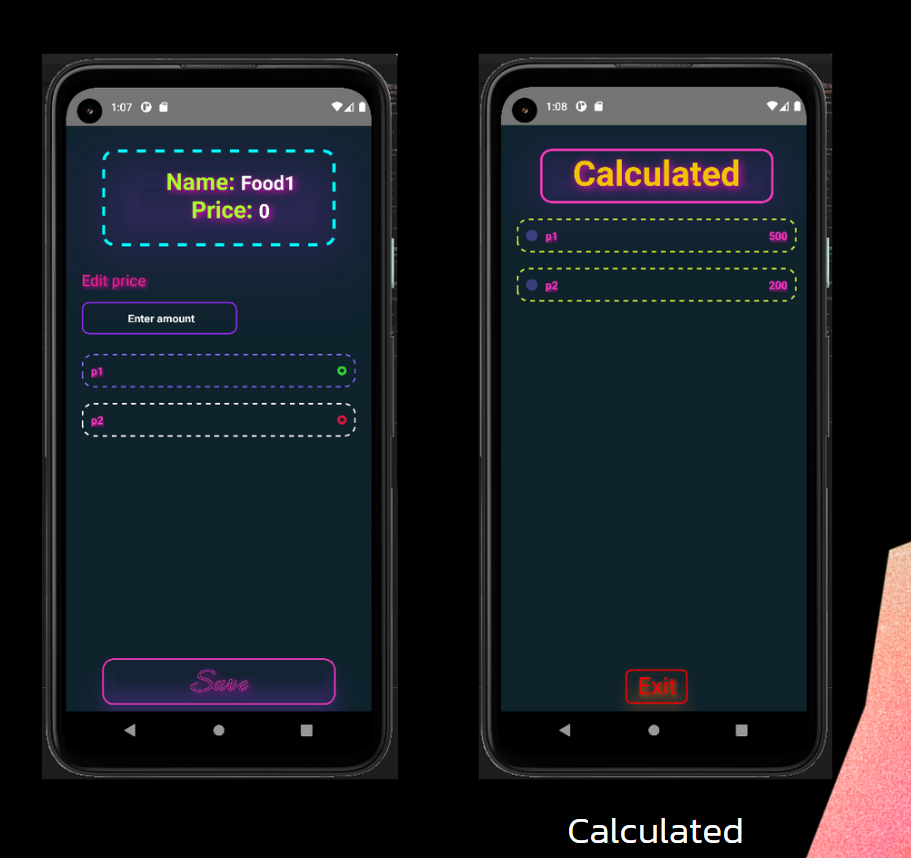 1:07
Name: Food1
Price: 0
Edit price
Enter amount
p1
p2
Save
1:08
Calculated
p1 500
p2 200
Exit
Calculated